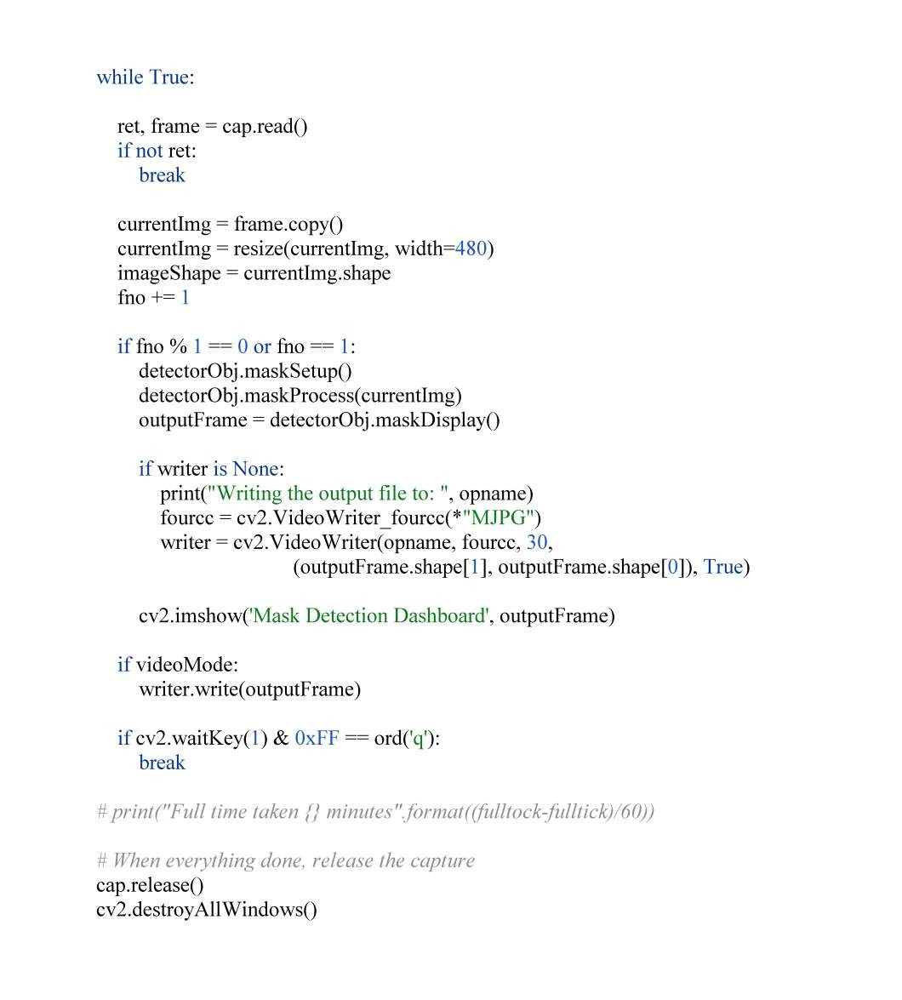 while True:
ret, frame = cap.read()
if not ret:
break
currentImg = frame.copy()
currentImg = resize(currentImg, width=480)
imageShape = currentImg.shape
fno += 1
if fno % 1 == 0 or fno == 1:
detectorObj.maskSetup()
detectorObj.maskProcess(currentImg)
outputFrame = detectorObj.maskDisplay()
if writer is None:
print("Writing the output file to: ", opname)
fourcc = cv2.VideoWriter_fourcc(*"MJPG")
writer = cv2.VideoWriter(opname, fourcc, 30,
(outputFrame.shape[1], outputFrame.shape[0]), True)
cv2.imshow('Mask Detection Dashboard', outputFrame)
if videoMode:
writer.write(outputFrame)
if cv2.waitKey(1) & 0xFF == ord('q'):
break
# print("Full time taken {} minutes".format((fulltock-fulltick)/60))
# When everything done, release the capture
cap.release()
cv2.destroyAllWindows()